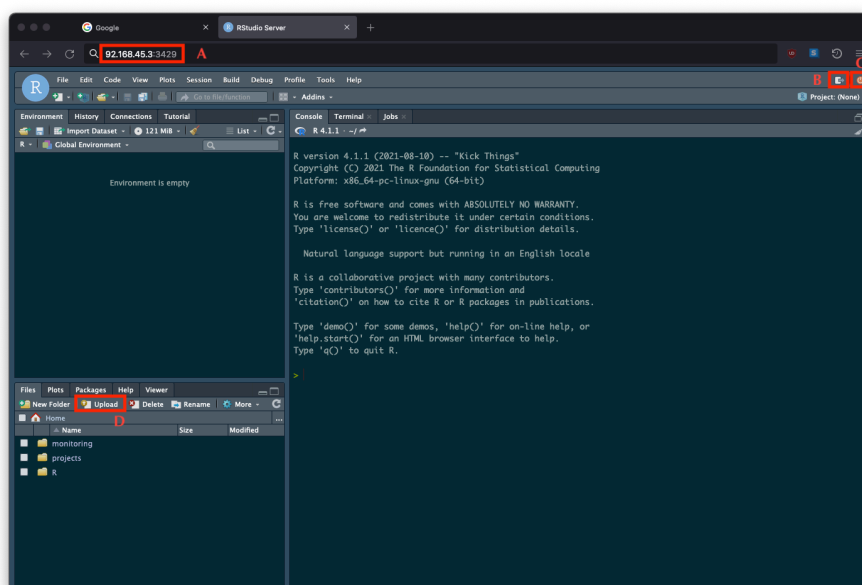 Google
RStudio Server
92.168.45.3:3429
A
File Edit Code View Plots Session Build Debug Profile Tools Help
B
C
R
Go to file/function
Addins
Project: (None)
Environment History Connections Tutorial
Import Dataset
121 MiB
List
R
Global Environment
Environment is empty
Console Terminal Jobs
R 4.1.1 · ~/
R version 4.1.1 (2021-08-10) -- "Kick Things"
Copyright (C) 2021 The R Foundation for Statistical Computing
Platform: x86_64-pc-linux-gnu (64-bit)
R is free software and comes with ABSOLUTELY NO WARRANTY.
You are welcome to redistribute it under certain conditions.
Type 'license()' or 'licence()' for distribution details.
Natural language support but running in an English locale
R is a collaborative project with many contributors.
Type 'contributors()' for more information and
'citation()' on how to cite R or R packages in publications.
Type 'demo()' for some demos, 'help()' for on-line help, or
'help.start()' for an HTML browser interface to help.
Type 'q()' to quit R.
>
Files Plots Packages Help Viewer
New Folder Upload Delete Rename More
Home
D
Name Size Modified
monitoring
projects
R